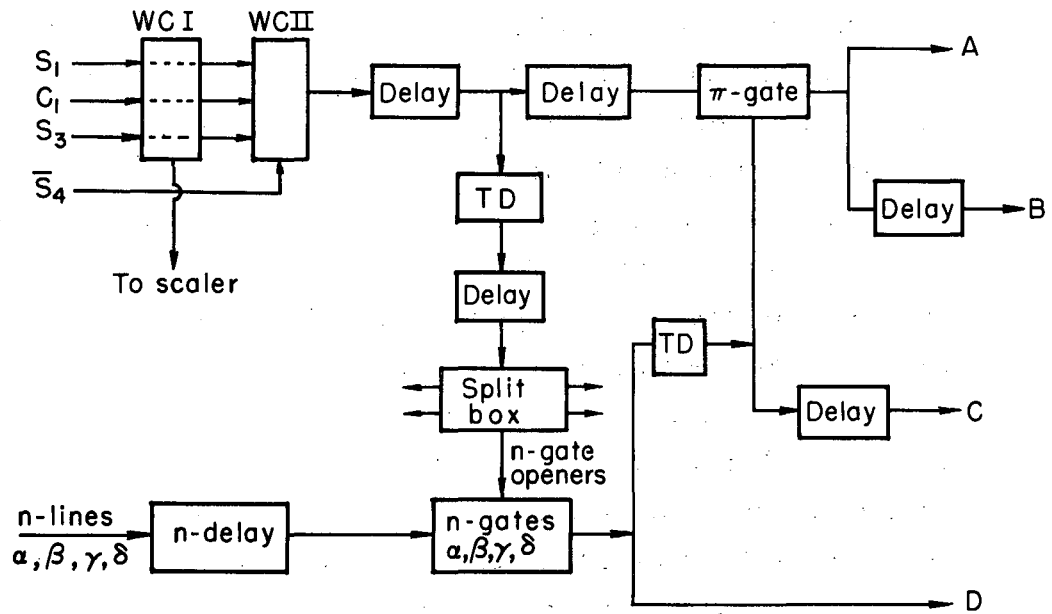 WC I
WC II
S₁
C₁
S₃
S̅₄
To scaler
Delay
Delay
π-gate
A
Delay
B
TD
Delay
Split
box
n-gate
openers
TD
Delay
C
n-lines
α, β, γ, δ
n-delay
n-gates
α, β, γ, δ
D